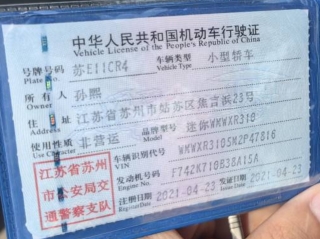 中华人民共和国机动车行驶证
Vehicle License of the People's Republic of China
号牌号码 苏E11CR4 车辆类型 小型轿车
Plate No. Vehicle Type
所有人 孙熙
Owner
住址 江苏省苏州市姑苏区集吉浜28号
Address
使用性质 非营运 品牌型号 迷你WMWXR310
Use Character Model
江苏省苏州市公安局交通警察支队
车辆识别代号 WMWXR3105M2P47816
VIN
发动机号码 F742K710B38A15A
Engine No.
注册日期 2021-04-23 发证日期 2021-04-23
Register Date Issue Date